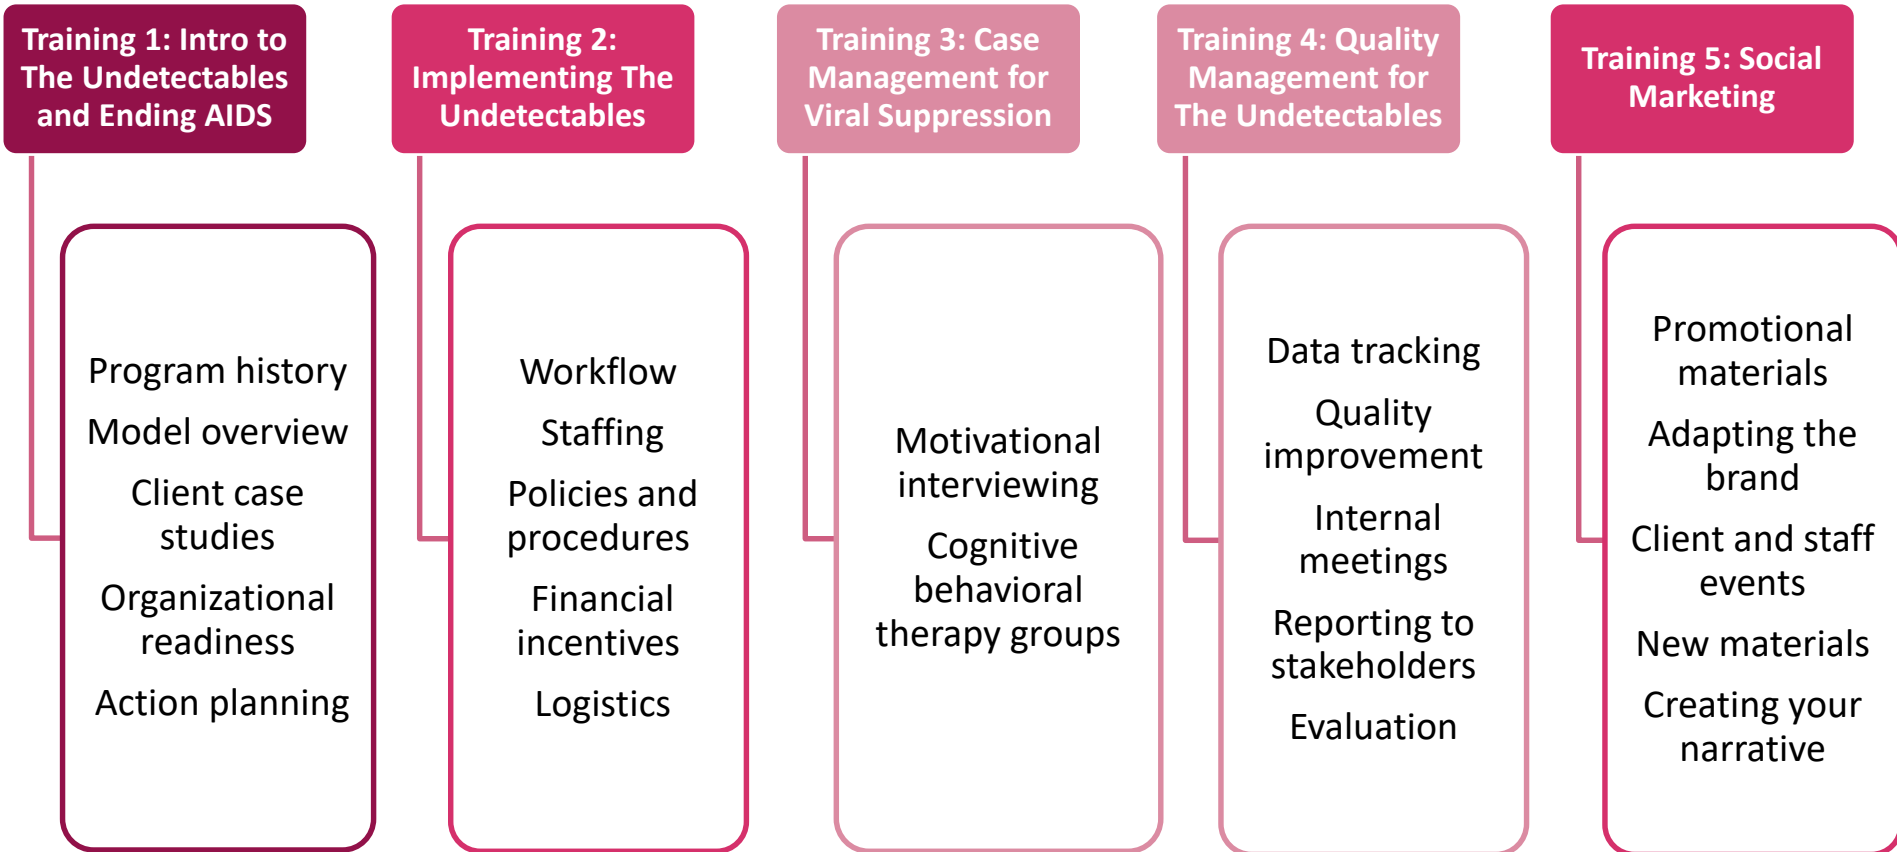 Training 1: Intro to
The Undetectables
and Ending AIDS
Program history
Model overview
Client case
studies
Organizational
readiness
Action planning
Training 2:
Implementing The
Undetectables
Workflow
Staffing
Policies and
procedures
Financial
incentives
Logistics
Training 3: Case
Management for
Viral Suppression
Motivational
interviewing
Cognitive
behavioral
therapy groups
Training 4: Quality
Management for
The Undetectables
Data tracking
Quality
improvement
Internal
meetings
Reporting to
stakeholders
Evaluation
Training 5: Social
Marketing
Promotional
materials
Adapting the
brand
Client and staff
events
New materials
Creating your
narrative